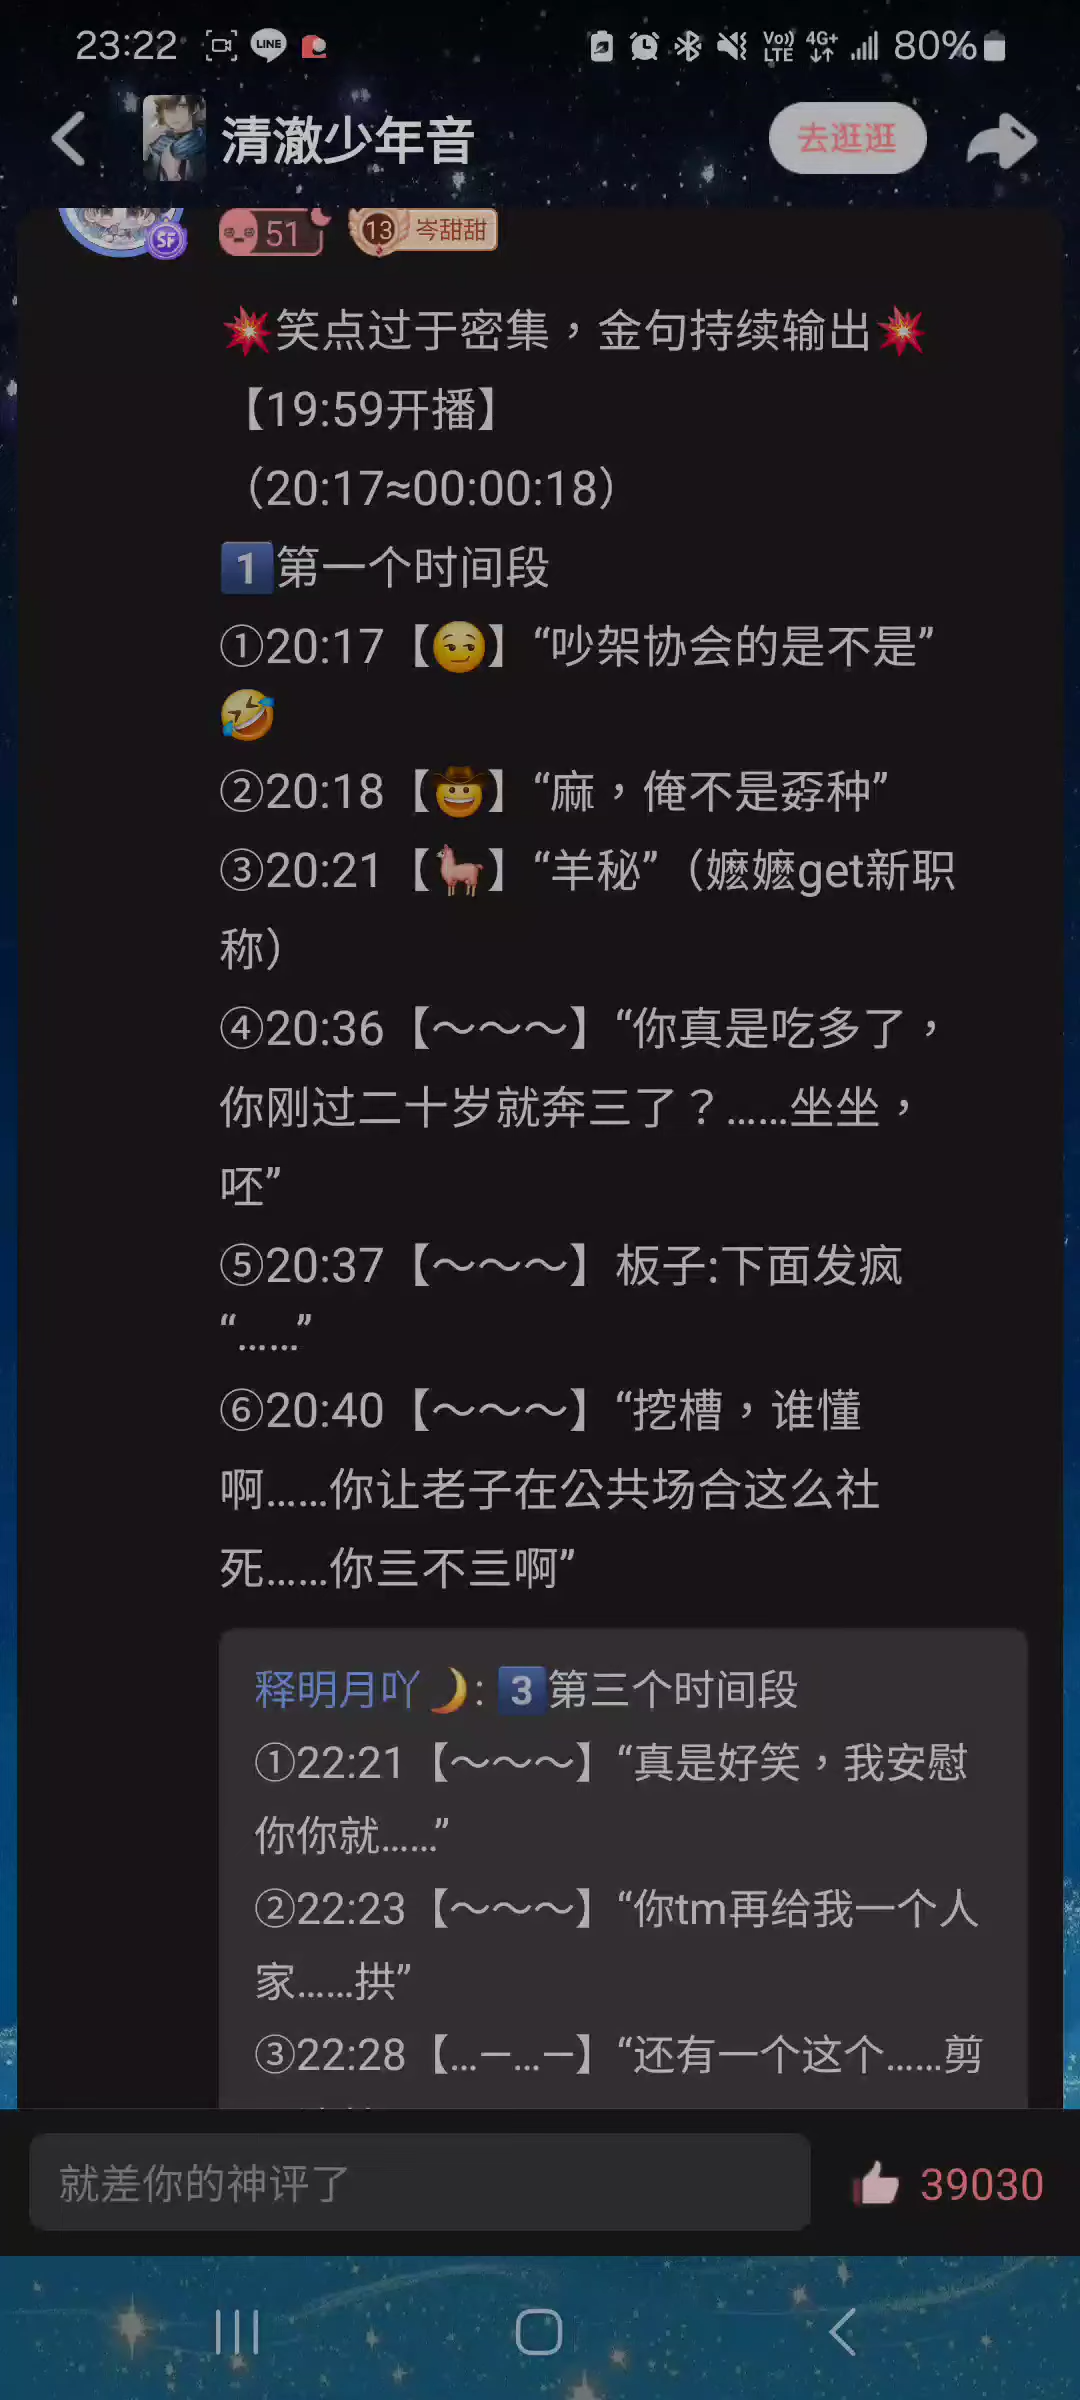 23:22 LINE Vo)) LTE 4G+ 80%
清澈少年音 去逛逛
SF 51 13 岑甜甜
💥笑点过于密集，金句持续输出💥
【19:59开播】
（20:17≈00:00:18）
1️⃣第一个时间段
①20:17【😏】“吵架协会的是不是”
🤣
②20:18【🤠】“麻，俺不是孬种”
③20:21【🦙】“羊秘”（嬷嬷get新职
称）
④20:36【～～～】“你真是吃多了，
你刚过二十岁就奔三了？……坐坐，
呸”
⑤20:37【～～～】板子:下面发疯
“……”
⑥20:40【～～～】“挖槽，谁懂
啊……你让老子在公共场合这么社
死……你亖不亖啊”
释明月吖🌙: 3️⃣第三个时间段
①22:21【～～～】“真是好笑，我安慰
你你就……”
②22:23【～～～】“你tm再给我一个人
家……拱”
③22:28【…—…—】“还有一个这个……剪
就差你的神评了 39030